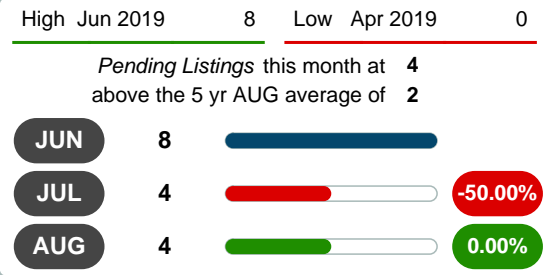 High Jun 2019 8 Low Apr 2019 0
Pending Listings this month at 4
above the 5 yr AUG average of 2
JUN 8
JUL 4 -50.00%
AUG 4 0.00%